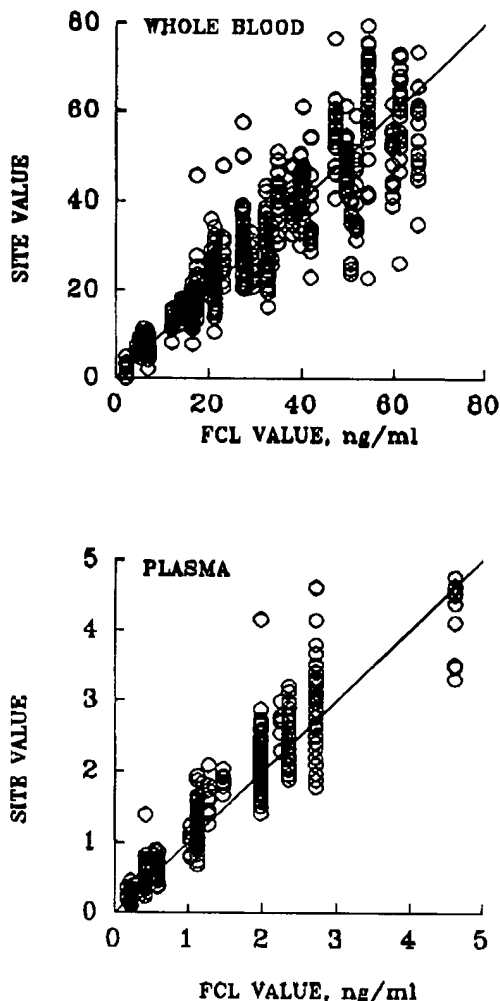 WHOLE BLOOD
SITE VALUE
80
60
40
20
0
0 20 40 60 80
FCL VALUE, ng/ml
PLASMA
SITE VALUE
5
4
3
2
1
0
0 1 2 3 4 5
FCL VALUE, ng/ml